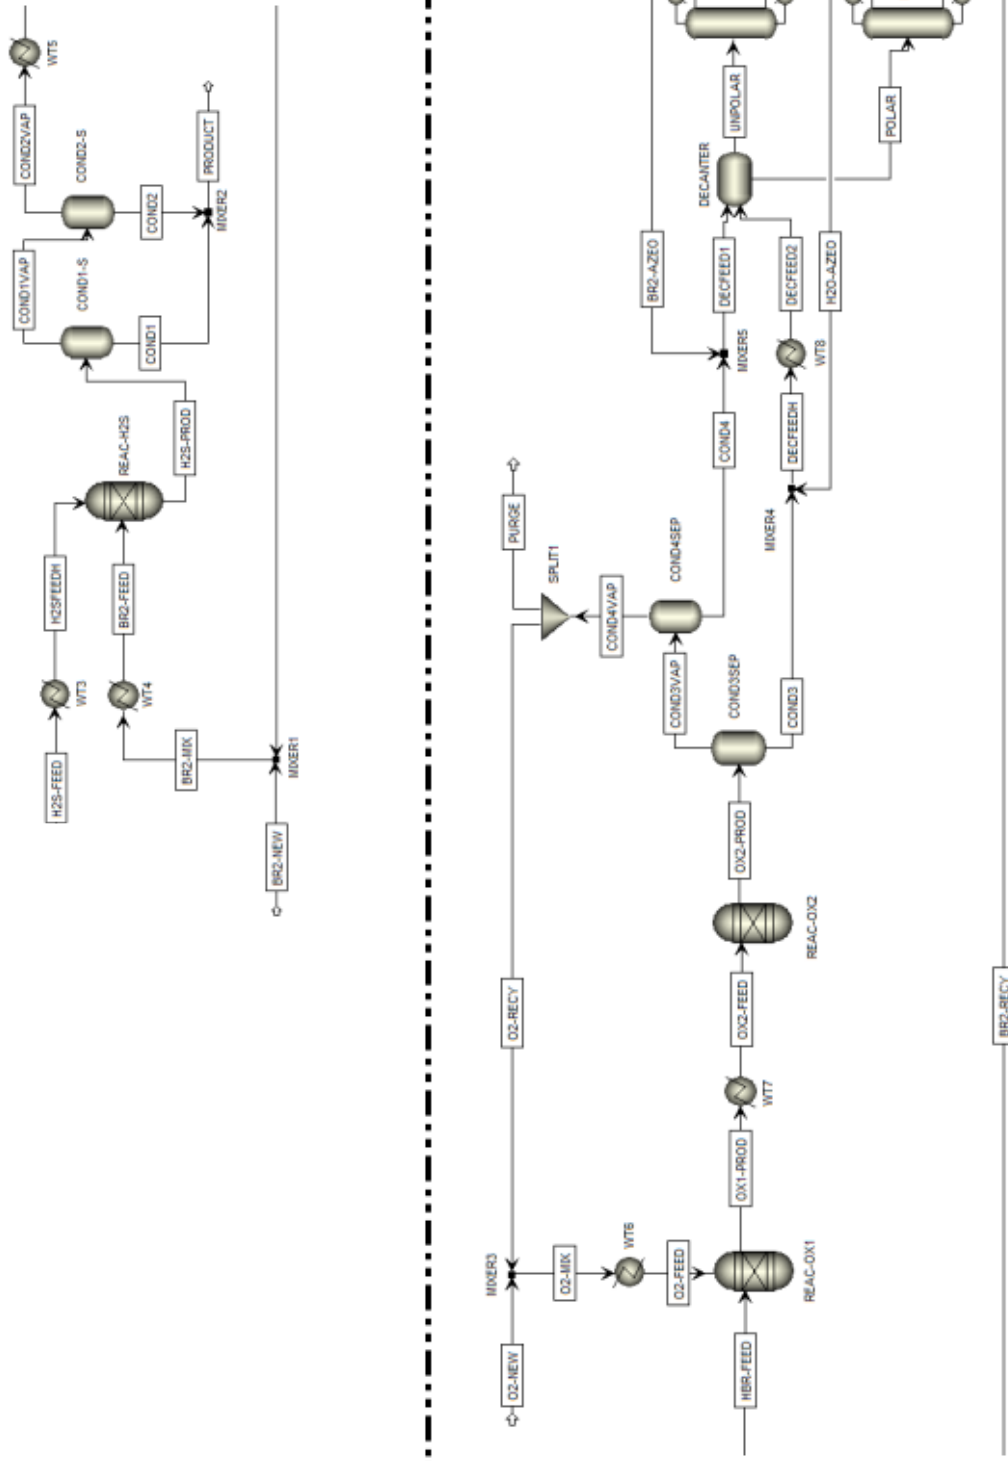 WT5
COND2VAP
COND2-S
PRODUCT
COND2
MIXER2
COND1VAP
COND1-S
COND1
REAC-H2S
H2S-PROD
H2SFEEDH
BR2-FEED
WT3
WT4
H2S-FEED
BR2-MIX
MIXER1
BR2-NEW
UNPOLAR
POLAR
DECANTER
BR2-AZEO
DECFEED1
DECFEED2
H2O-AZEO
MIXER5
WT8
COND4
DECFEEDH
PURGE
MIXER4
SPLIT1
COND4SEP
COND4VAP
COND3VAP
COND3SEP
COND3
OX2-PROD
REAC-OX2
O2-RECY
OX2-FEED
BR2-RECY
WT7
OX1-PROD
MIXER3
O2-MIX
WT6
O2-FEED
REAC-OX1
O2-NEW
HBR-FEED